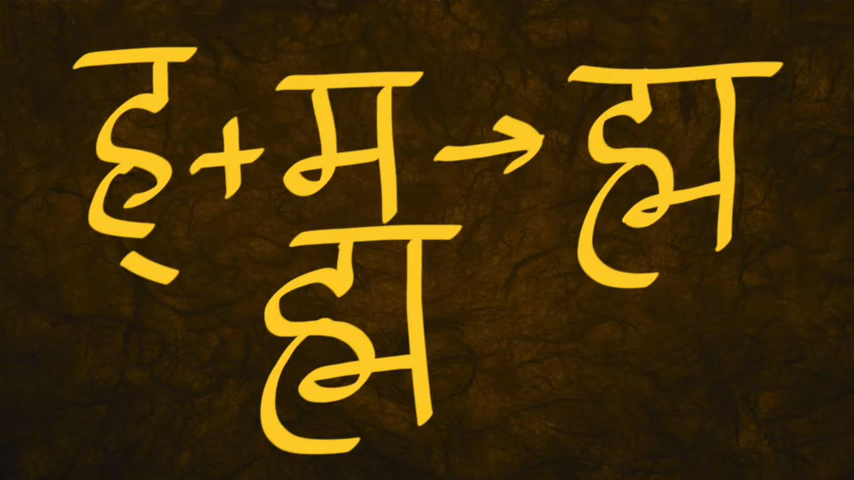 ह् + म → ह्म
ह्म